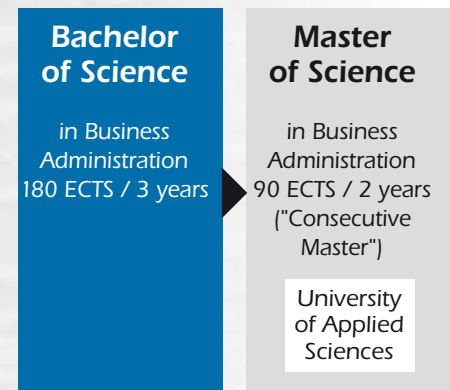 Bachelor
of Science
in Business
Administration
180 ECTS / 3 years
Master
of Science
in Business
Administration
90 ECTS / 2 years
("Consecutive
Master")
University
of Applied
Sciences